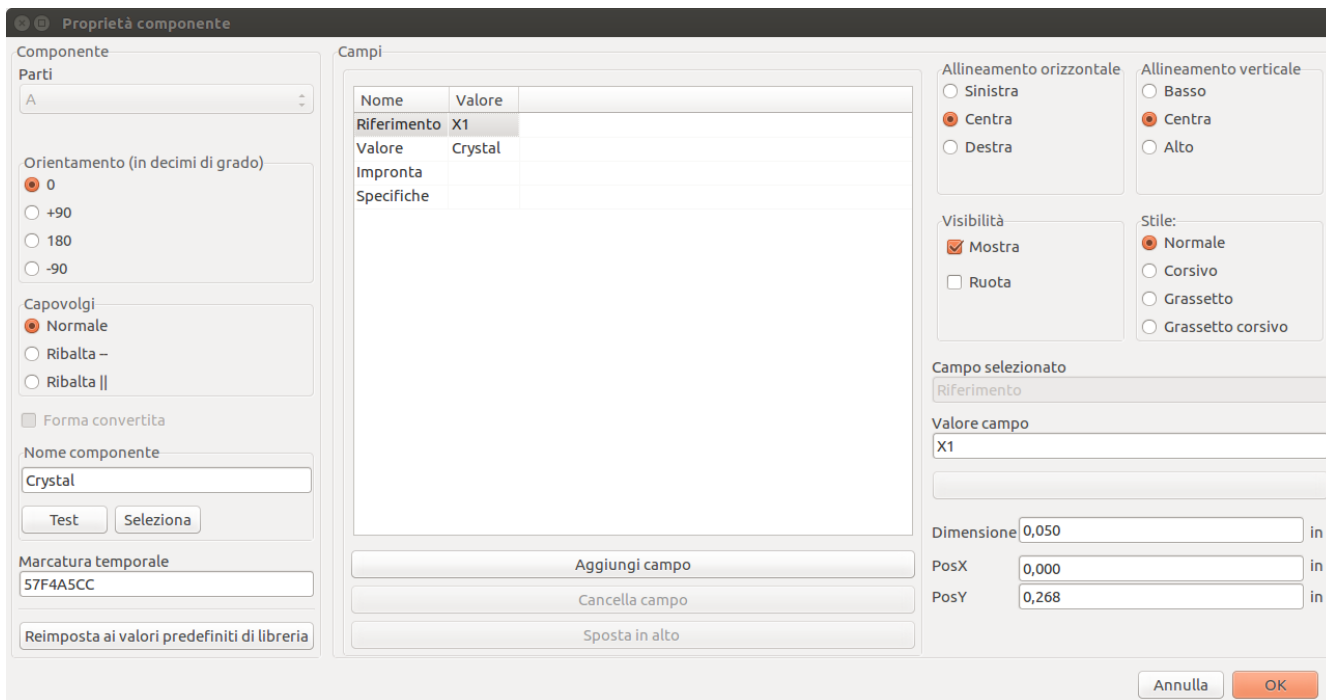 Proprietà componente
Componente
Parti
A
Orientamento (in decimi di grado)
0
+90
180
-90
Capovolgi
Normale
Ribalta --
Ribalta ||
Forma convertita
Nome componente
Crystal
Test Seleziona
Marcatura temporale
57F4A5CC
Reimposta ai valori predefiniti di libreria
Campi
Nome Valore
Riferimento X1
Valore Crystal
Impronta
Specifiche
Aggiungi campo
Cancella campo
Sposta in alto
Allineamento orizzontale
Sinistra
Centra
Destra
Allineamento verticale
Basso
Centra
Alto
Visibilità
Mostra
Ruota
Stile:
Normale
Corsivo
Grassetto
Grassetto corsivo
Campo selezionato
Riferimento
Valore campo
X1
Dimensione 0,050 in
PosX 0,000 in
PosY 0,268 in
Annulla OK